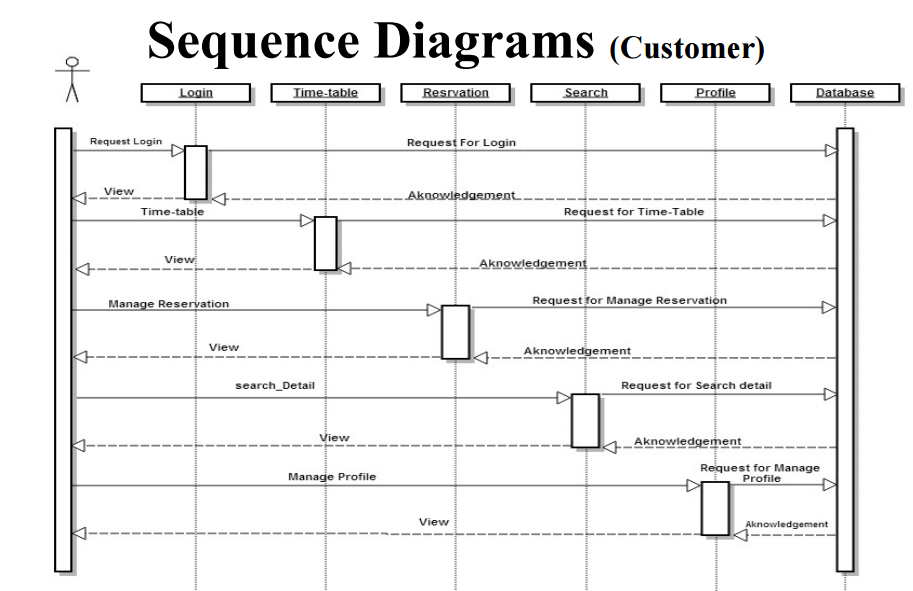 Sequence Diagrams (Customer)
Login
Time-table
Resrvation
Search
Profile
Database
Request Login
Request For Login
View
Aknowledgement
Time-table
Request for Time-Table
View
Aknowledgement
Manage Reservation
Request for Manage Reservation
View
Aknowledgement
search_Detail
Request for Search detail
View
Aknowledgement
Manage Profile
Request for Manage
Profile
View
Aknowledgement